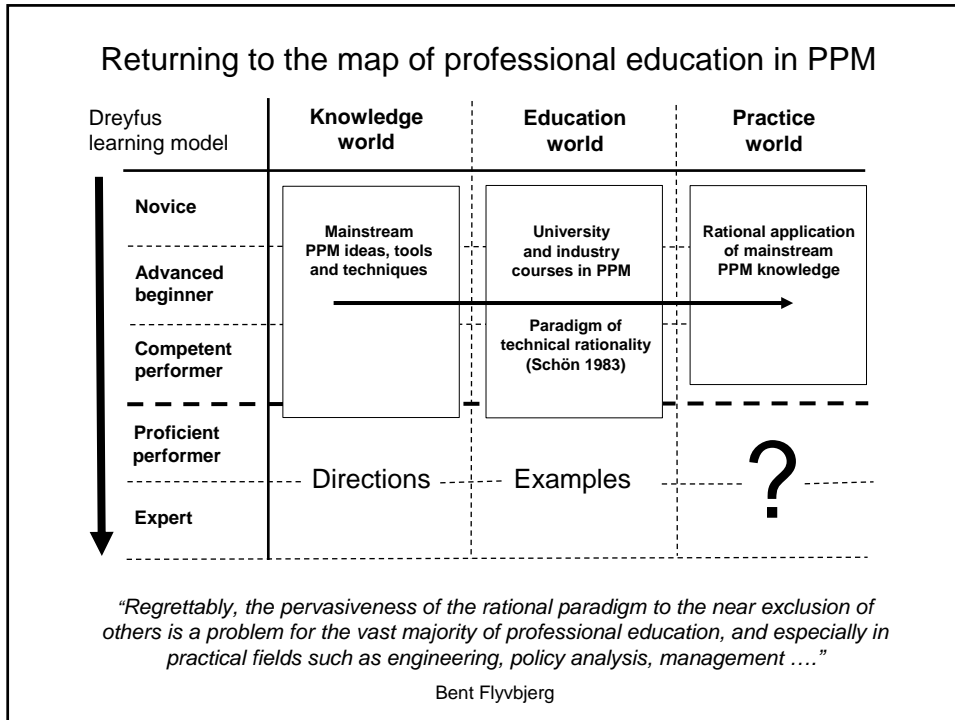 Returning to the map of professional education in PPM
Dreyfus
learning model
Knowledge
world
Education
world
Practice
world
Novice
Advanced
beginner
Competent
performer
Proficient
performer
Expert
Mainstream
PPM ideas, tools
and techniques
University
and industry
courses in PPM
Paradigm of
technical rationality
(Schön 1983)
Rational application
of mainstream
PPM knowledge
Directions
Examples
?
“Regrettably, the pervasiveness of the rational paradigm to the near exclusion of
others is a problem for the vast majority of professional education, and especially in
practical fields such as engineering, policy analysis, management ….”
Bent Flyvbjerg